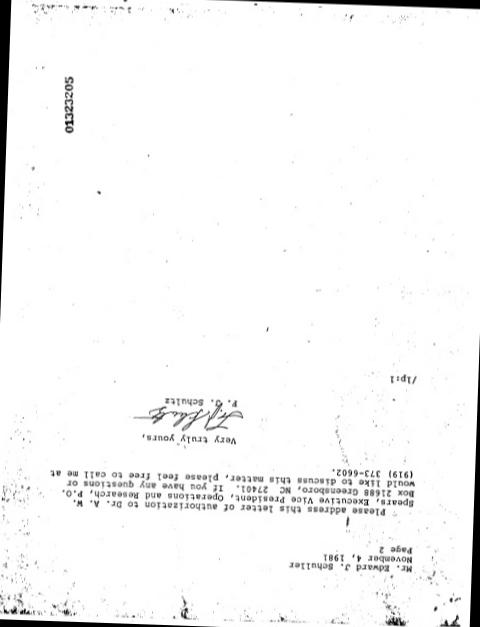 Mr. Edward J. Schuller
November 4, 1981
Page 2
Please address this letter of authorization to Dr. A. W.
Spears, Executive Vice President, Operations and Research, P.O.
Box 21688 Greensboro, NC 27401. If you have any questions or
would like to discuss this matter, please feel free to call me at
(919) 373-6602.
Very truly yours,
Schultz
/lp:l
01323205